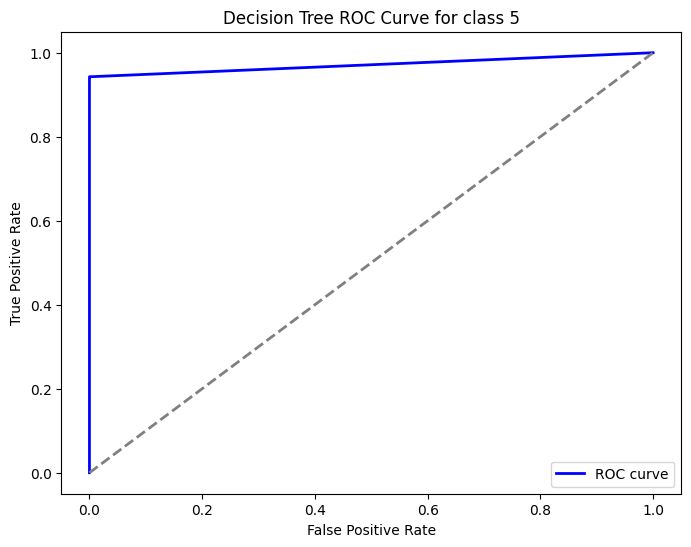 Decision Tree ROC Curve for class 5
True Positive Rate
1.0
0.8
0.6
0.4
0.2
0.0
ROC curve
0.0 0.2 0.4 0.6 0.8 1.0
False Positive Rate